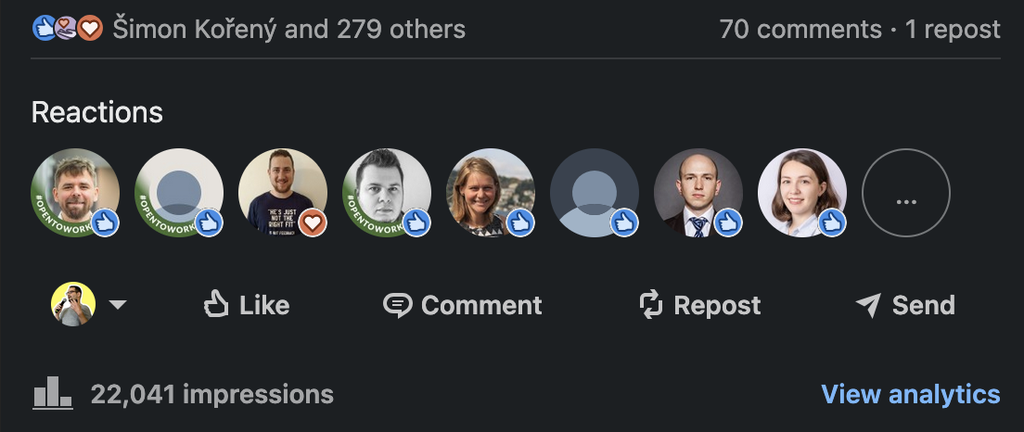 Šimon Kořený and 279 others 70 comments · 1 repost
Reactions
#OPENTOWORK #OPENTOWORK #OPENTOWORK
"HE'S JUST
NOT THE
RIGHT FIT"
...
Like Comment Repost Send
22,041 impressions View analytics